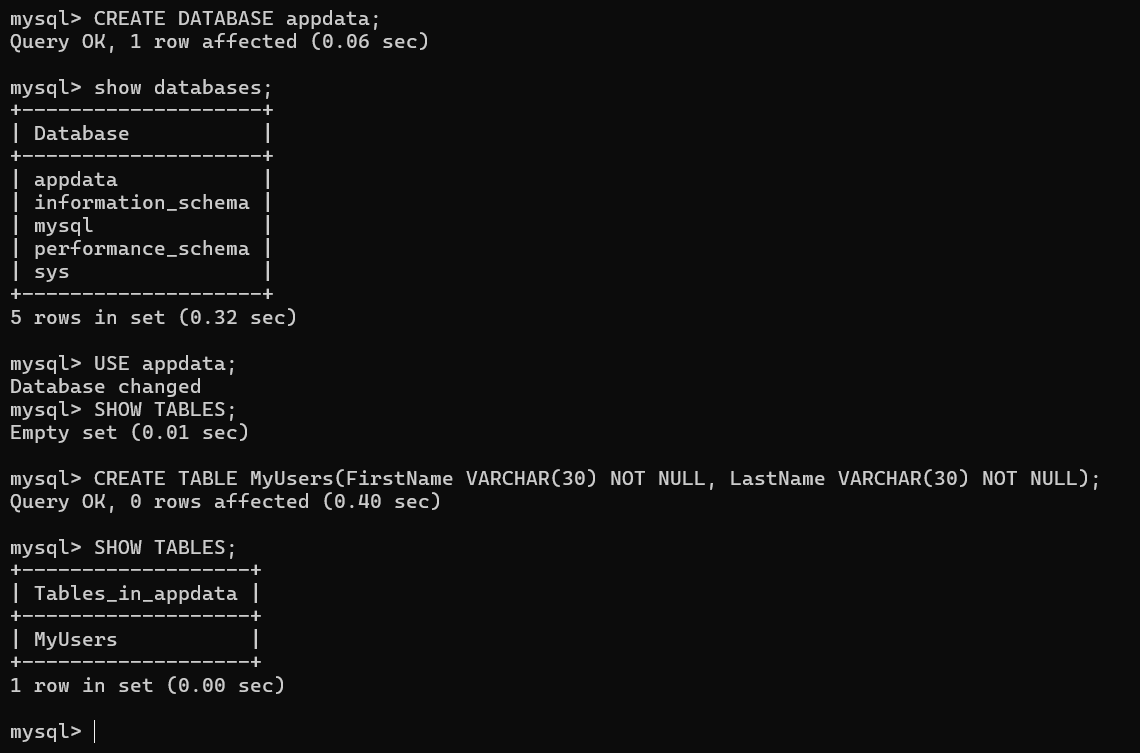 mysql> CREATE DATABASE appdata;
Query OK, 1 row affected (0.06 sec)

mysql> show databases;
+--------------------+
| Database           |
+--------------------+
| appdata            |
| information_schema |
| mysql              |
| performance_schema |
| sys                |
+--------------------+
5 rows in set (0.32 sec)

mysql> USE appdata;
Database changed
mysql> SHOW TABLES;
Empty set (0.01 sec)

mysql> CREATE TABLE MyUsers(FirstName VARCHAR(30) NOT NULL, LastName VARCHAR(30) NOT NULL);
Query OK, 0 rows affected (0.40 sec)

mysql> SHOW TABLES;
+-------------------+
| Tables_in_appdata |
+-------------------+
| MyUsers           |
+-------------------+
1 row in set (0.00 sec)

mysql>